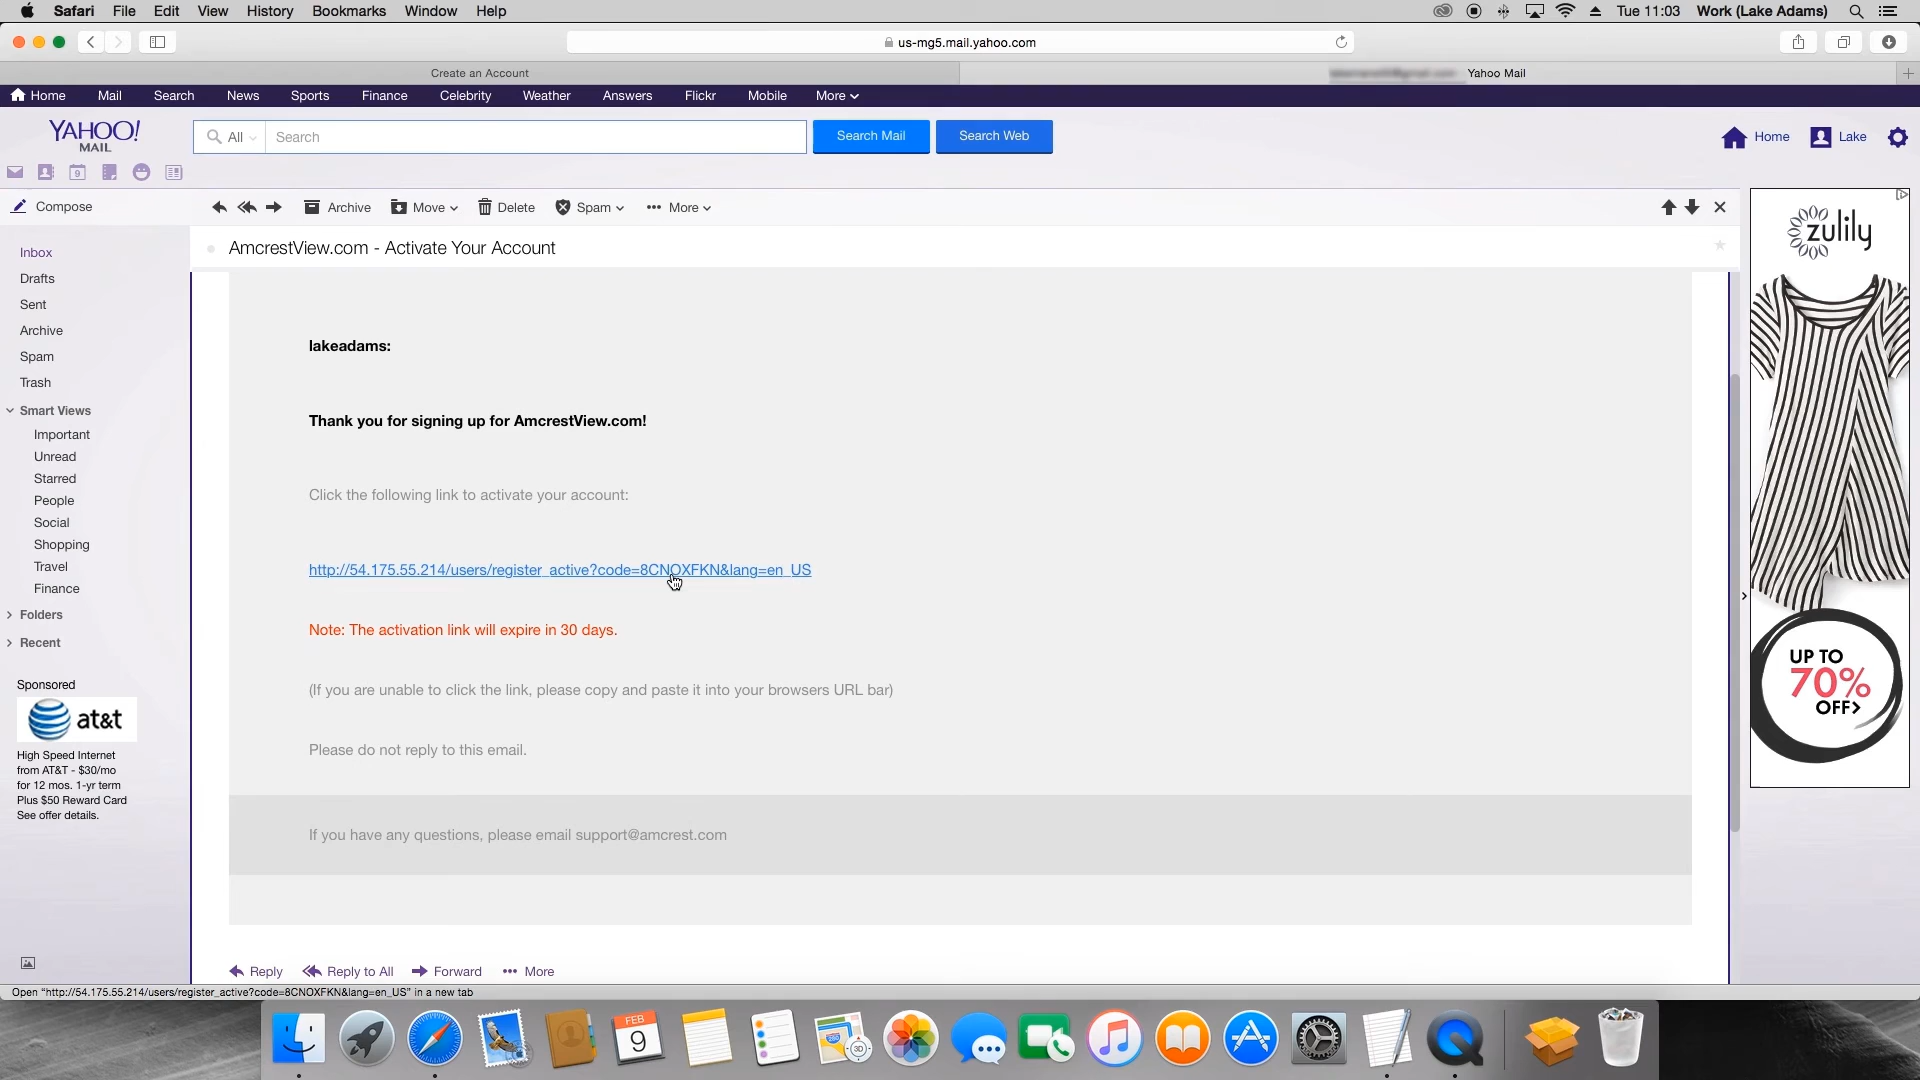 Safari File Edit View History Bookmarks Window Help
Tue 11:03 Work (Lake Adams)
us-mg5.mail.yahoo.com
Create an Account
Yahoo Mail
Home Mail Search News Sports Finance Celebrity Weather Answers Flickr Mobile More
YAHOO!
MAIL
All Search Search Mail Search Web
Home Lake
9
Compose
Archive Move Delete Spam More
AmcrestView.com - Activate Your Account
Inbox
Drafts
Sent
Archive
Spam
Trash
Smart Views
Important
Unread
Starred
People
Social
Shopping
Travel
Finance
Folders
Recent
Sponsored
at&t
High Speed Internet
from AT&T - $30/mo
for 12 mos. 1-yr term
Plus $50 Reward Card
See offer details.
lakeadams:
Thank you for signing up for AmcrestView.com!
Click the following link to activate your account:
http://54.175.55.214/users/register_active?code=8CNOXFKN&lang=en_US
Note: The activation link will expire in 30 days.
(If you are unable to click the link, please copy and paste it into your browsers URL bar)
Please do not reply to this email.
If you have any questions, please email support@amcrest.com
Reply Reply to All Forward More
zulily
UP TO
70%
OFF>
Open "http://54.175.55.214/users/register_active?code=8CNOXFKN&lang=en_US" in a new tab
FEB
9
280
3D